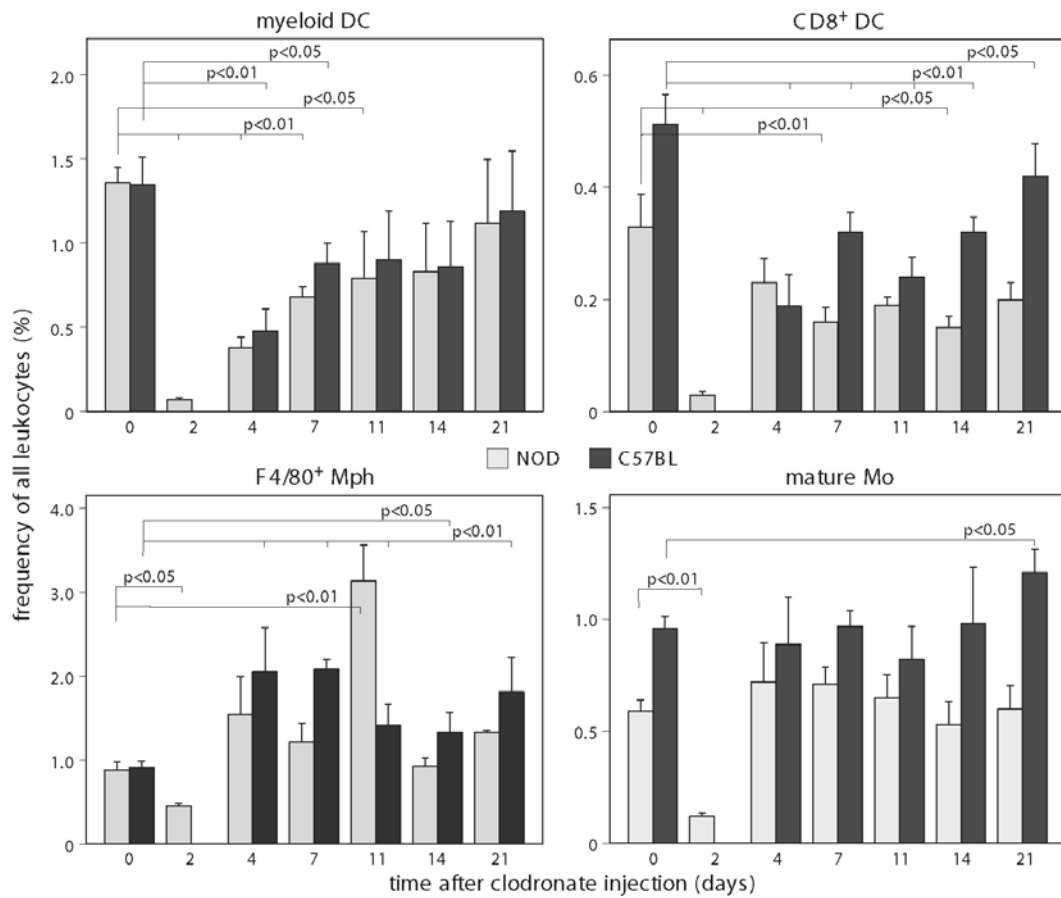 myeloid DC
2.0
p<0.05
p<0.01
p<0.05
p<0.01
1.5
1.0
0.5
0
0 2 4 7 11 14 21
CD8⁺ DC
0.6
p<0.05
p<0.01
p<0.05
p<0.01
0.4
0.2
0
0 2 4 7 11 14 21
NOD C57BL
frequency of all leukocytes (%)
F4/80⁺ Mph
4.0
p<0.05
p<0.01
p<0.05
p<0.01
3.0
2.0
1.0
0
0 2 4 7 11 14 21
mature Mo
1.5
p<0.05
p<0.01
1.0
0.5
0
0 2 4 7 11 14 21
time after clodronate injection (days)